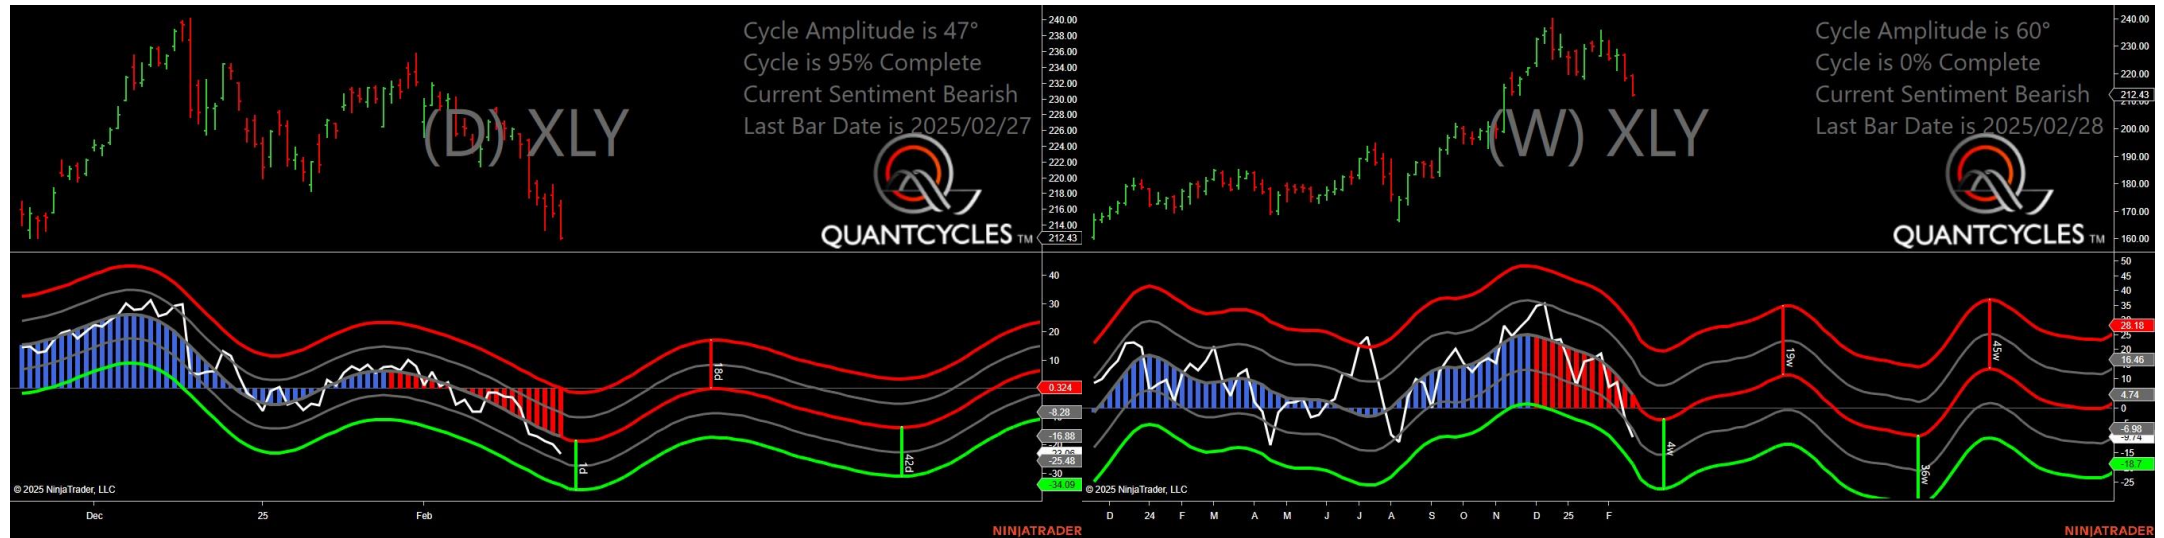 Cycle Amplitude is 47°
Cycle is 95% Complete
Current Sentiment Bearish
Last Bar Date is 2025/02/27
(D) XLY
QUANTCYCLES TM
240.00
238.00
236.00
234.00
232.00
230.00
228.00
226.00
224.00
222.00
220.00
218.00
216.00
214.00
212.43
40
30
20
10
0.324
-8.28
-16.88
-25.48
-30
-34.09
18d
1d
42d
© 2025 NinjaTrader, LLC
Dec
25
Feb
NINJATRADER
Cycle Amplitude is 60°
Cycle is 0% Complete
Current Sentiment Bearish
Last Bar Date is 2025/02/28
(W) XLY
QUANTCYCLES TM
240.00
230.00
220.00
212.43
200.00
190.00
180.00
170.00
160.00
50
45
40
35
28.18
20
16.46
10
4.74
0
-6.98
-9.74
-15
-18.7
-25
19w
45w
4w
36w
© 2025 NinjaTrader, LLC
D
24
F
M
A
M
J
J
A
S
O
N
D
25
F
NINJATRADER